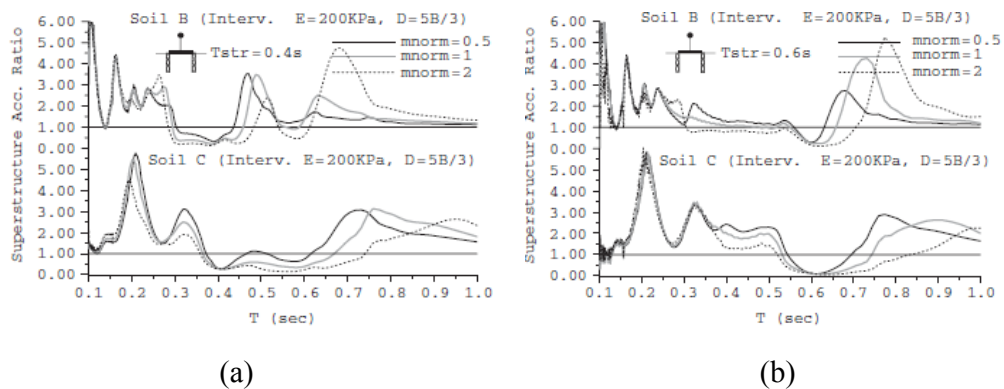 Soil B (Interv. E=200KPa, D=5B/3)
6.00
5.00
4.00
3.00
2.00
1.00
0.00
Tstr=0.4s
mnorm=0.5
mnorm=1
mnorm=2
Soil C (Interv. E=200KPa, D=5B/3)
6.00
5.00
4.00
3.00
2.00
1.00
0.00
Superstructure Acc. Ratio
0.1 0.2 0.3 0.4 0.5 0.6 0.7 0.8 0.9 1.0
T (sec)
(a)
Soil B (Interv. E=200KPa, D=5B/3)
6.00
5.00
4.00
3.00
2.00
1.00
0.00
Tstr=0.6s
mnorm=0.5
mnorm=1
mnorm=2
Soil C (Interv. E=200KPa, D=5B/3)
6.00
5.00
4.00
3.00
2.00
1.00
0.00
Superstructure Acc. Ratio
0.1 0.2 0.3 0.4 0.5 0.6 0.7 0.8 0.9 1.0
T (sec)
(b)